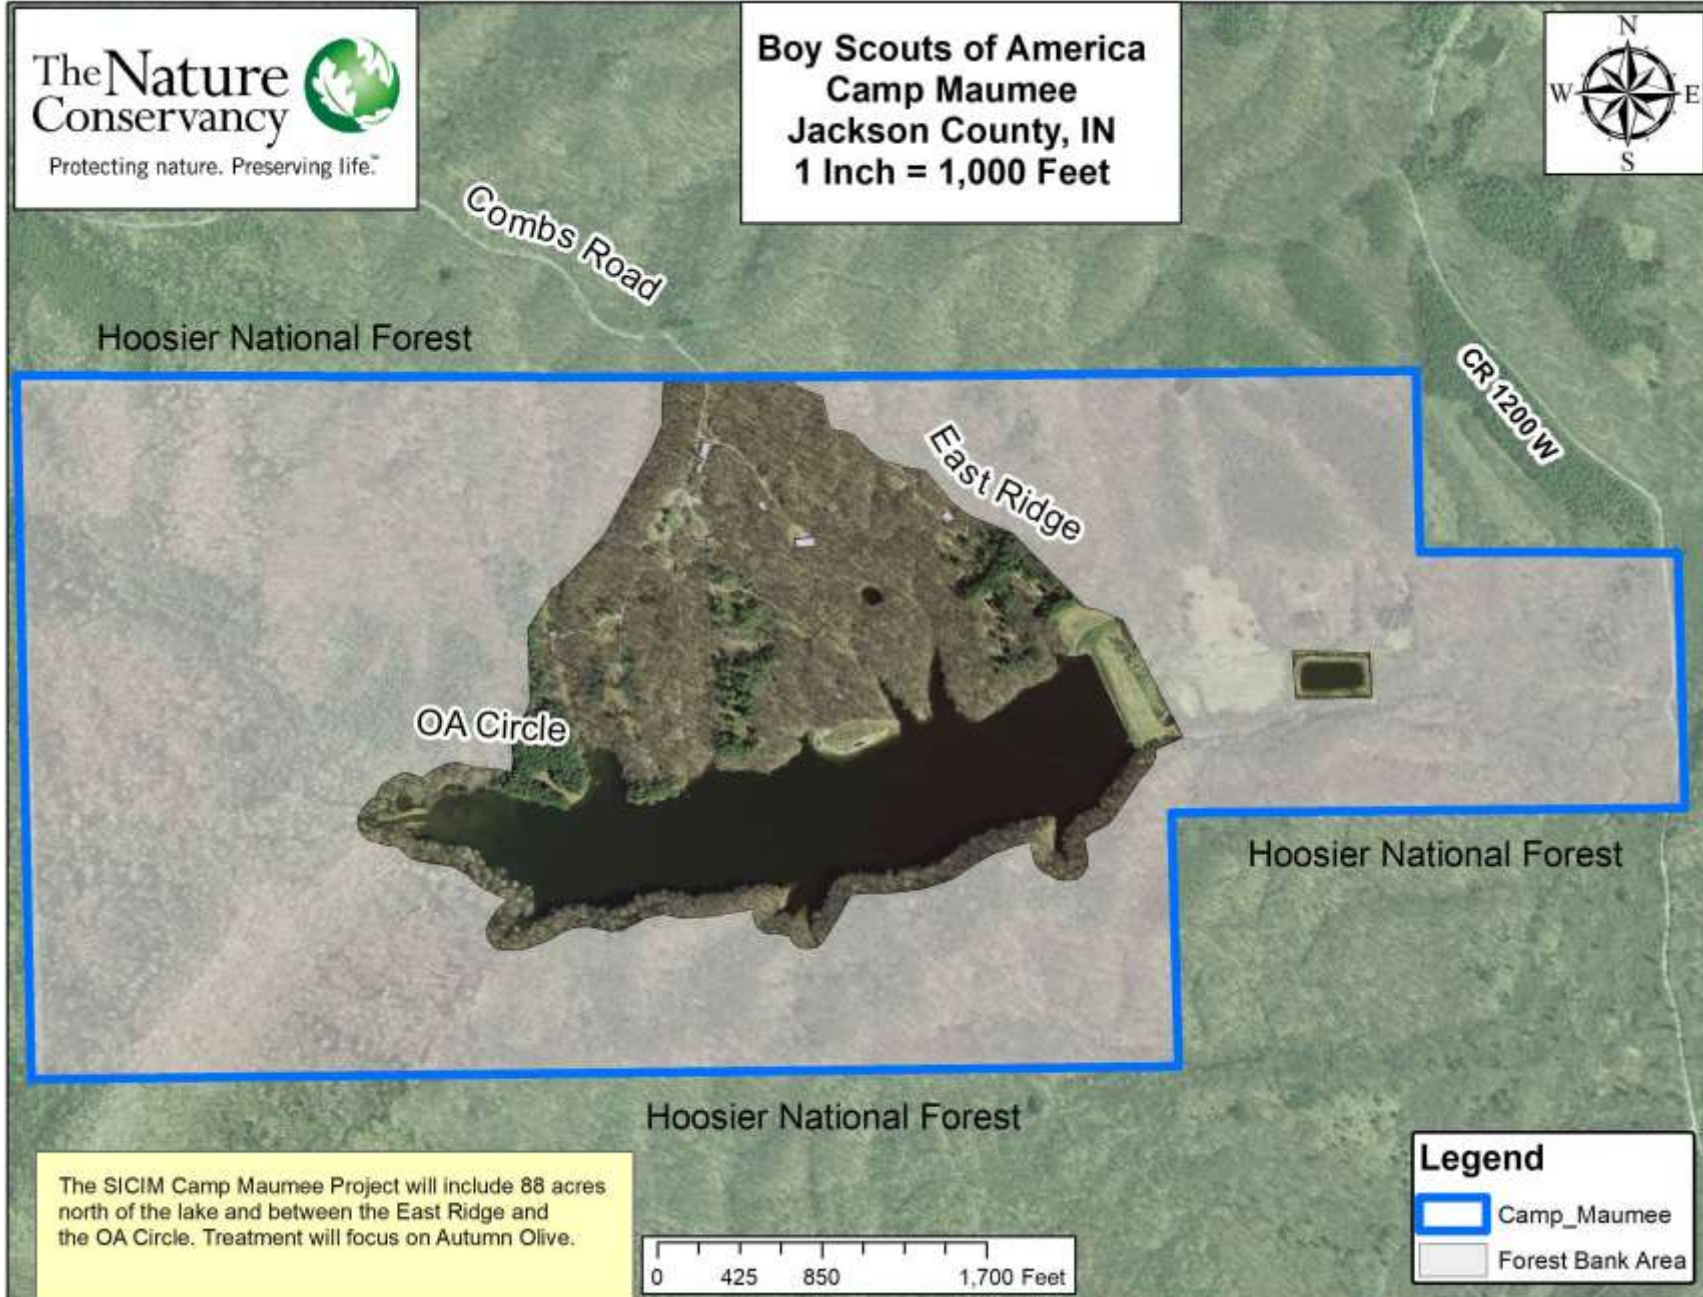 The Nature
Conservancy
Protecting nature. Preserving life.™
Boy Scouts of America
Camp Maumee
Jackson County, IN
1 Inch = 1,000 Feet
N
W
E
S
Combs Road
Hoosier National Forest
CR 1200 W
East Ridge
OA Circle
Hoosier National Forest
Hoosier National Forest
The SICIM Camp Maumee Project will include 88 acres
north of the lake and between the East Ridge and
the OA Circle. Treatment will focus on Autumn Olive.
0 425 850 1,700 Feet
Legend
Camp_Maumee
Forest Bank Area